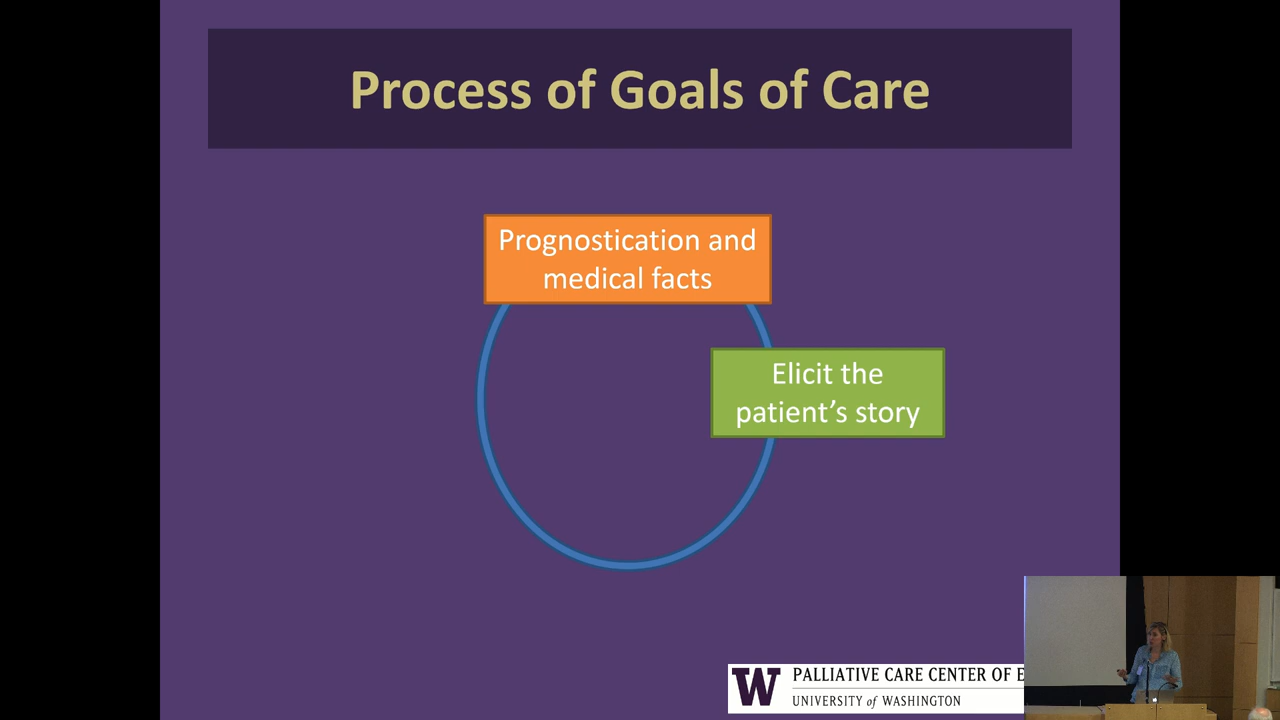 Process of Goals of Care
Prognostication and
medical facts
Elicit the
patient’s story
W
PALLIATIVE CARE CENTER OF E
UNIVERSITY of WASHINGTON